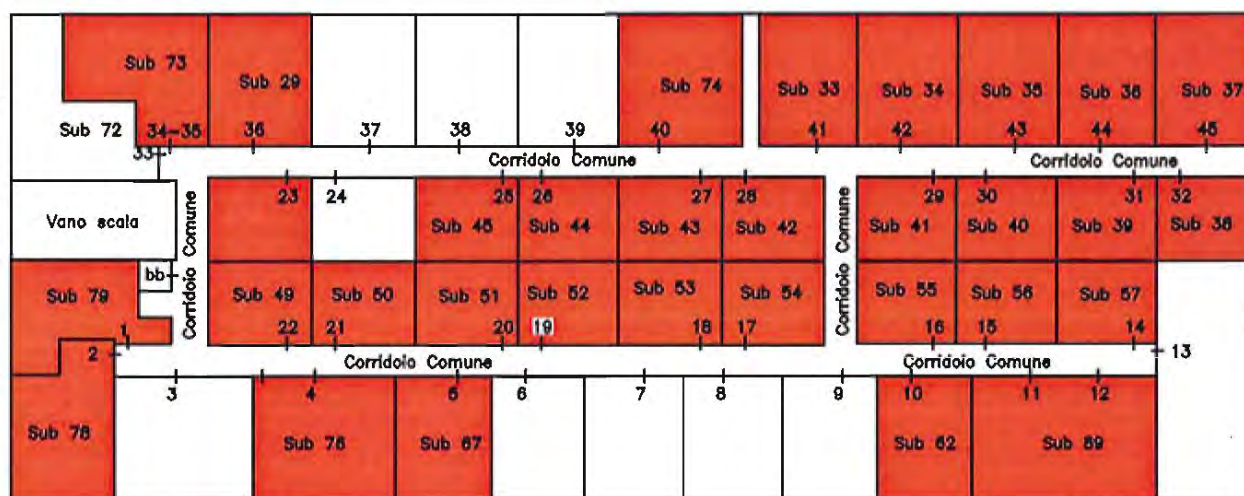 Sub 73
Sub 29
Sub 74
Sub 33
Sub 34
Sub 35
Sub 36
Sub 37
Sub 72
34-35
36
37
38
39
40
41
42
43
44
45
33
Corridoio Comune
Corridoio Comune
23
24
25
26
27
28
29
30
31
32
Vano scala
Corridoio Comune
Sub 45
Sub 44
Sub 43
Sub 42
Corridoio Comune
Sub 41
Sub 40
Sub 39
Sub 38
bb
Sub 79
Sub 49
Sub 50
Sub 51
Sub 52
Sub 53
Sub 54
Sub 55
Sub 56
Sub 57
1
22
21
20
19
18
17
16
15
14
2
Corridoio Comune
Corridoio Comune
13
3
4
5
6
7
8
9
10
11
12
Sub 78
Sub 76
Sub 67
Sub 62
Sub 69